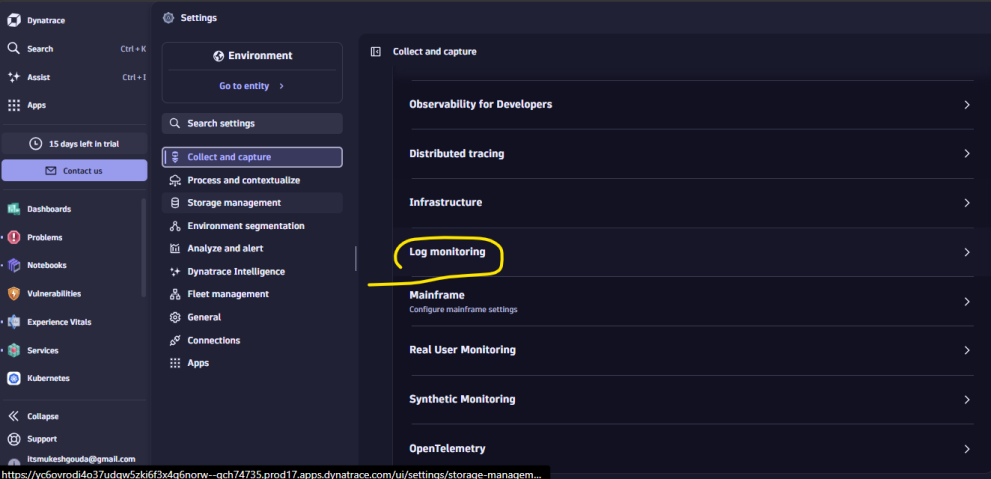 Dynatrace
Search Ctrl + K
Assist Ctrl + I
Apps
15 days left in trial
Contact us
Dashboards
Problems
Notebooks
Vulnerabilities
Experience Vitals
Services
Kubernetes
Collapse
Support
itsmukeshgouda@gmail.com
Settings
Environment
Go to entity
Search settings
Collect and capture
Process and contextualize
Storage management
Environment segmentation
Analyze and alert
Dynatrace Intelligence
Fleet management
General
Connections
Apps
Collect and capture
Observability for Developers
Distributed tracing
Infrastructure
Log monitoring
Mainframe
Configure mainframe settings
Real User Monitoring
Synthetic Monitoring
OpenTelemetry
https://yc6ovrodi4o37udqw5zki6f3x4q6norw--qch74735.prod17.apps.dynatrace.com/ui/settings/storage-managem...